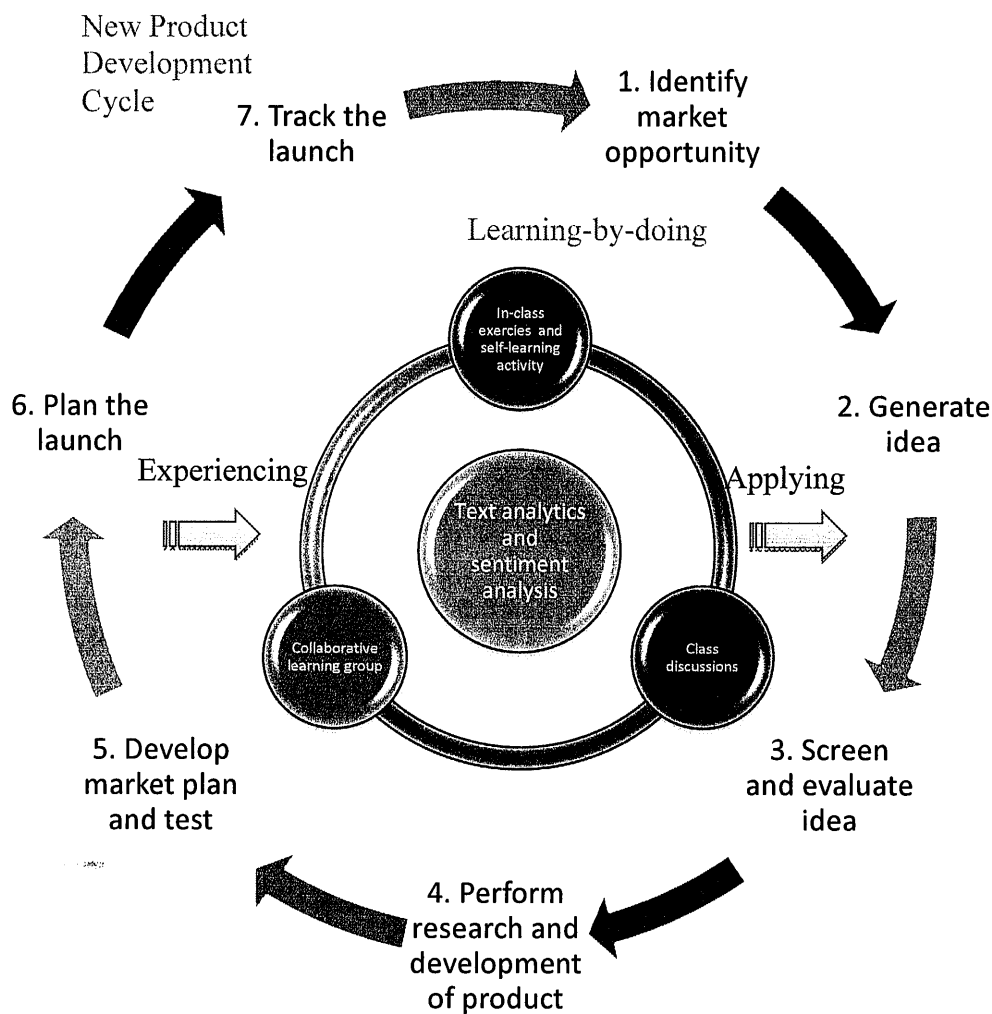 New Product
Development
Cycle
7. Track the
launch
1. Identify
market
opportunity
Learning-by-doing
In-class
exercies and
self-learning
activity
6. Plan the
launch
2. Generate
idea
Experiencing
Applying
Text analytics
and
sentiment
analysis
Collaborative
learning group
Class
discussions
5. Develop
market plan
and test
3. Screen
and evaluate
idea
4. Perform
research and
development
of product